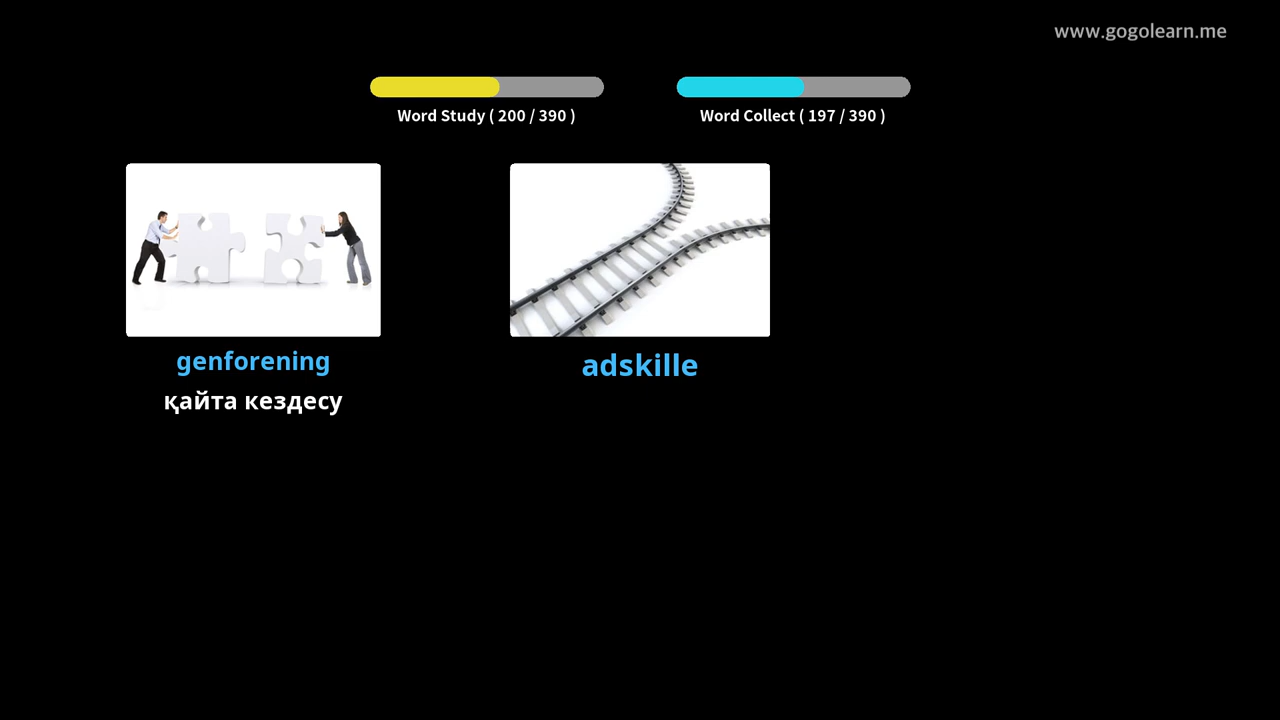 www.gogolearn.me
Word Study ( 200 / 390 )
Word Collect ( 197 / 390 )
genforening
қайта кездесу
adskille